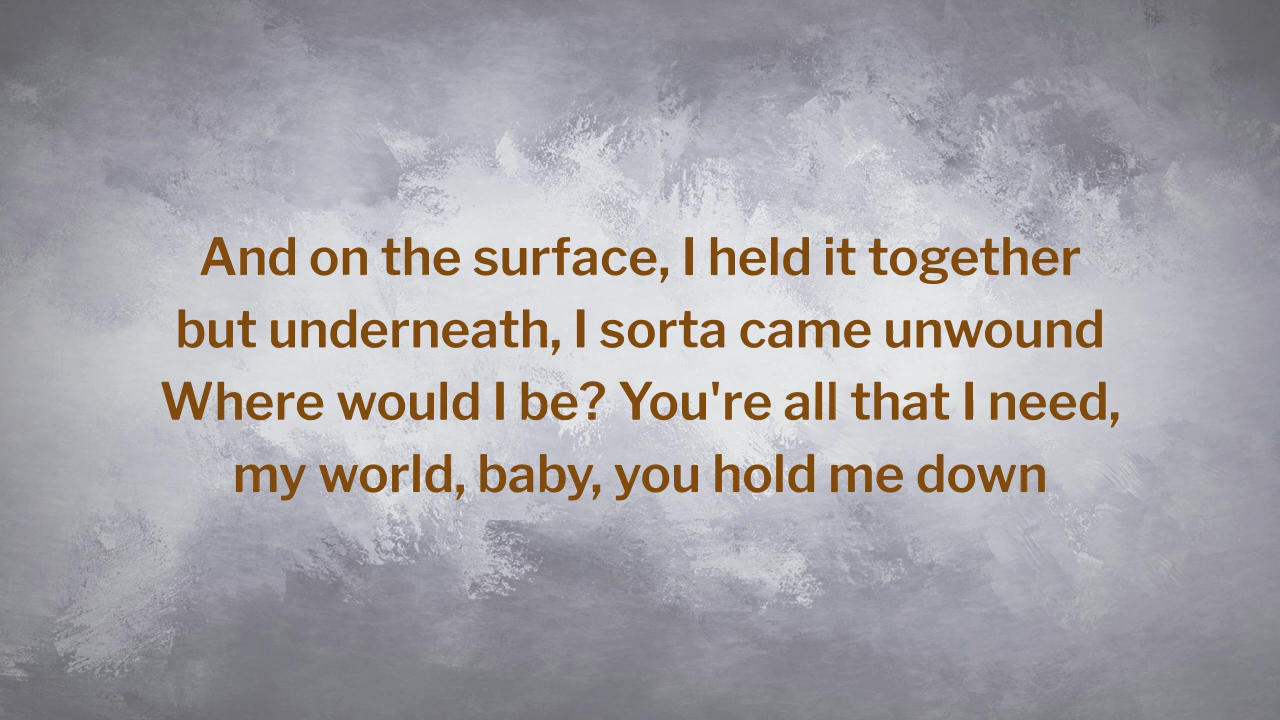 And on the surface, I held it together
but underneath, I sorta came unwound
Where would I be? You're all that I need,
my world, baby, you hold me down